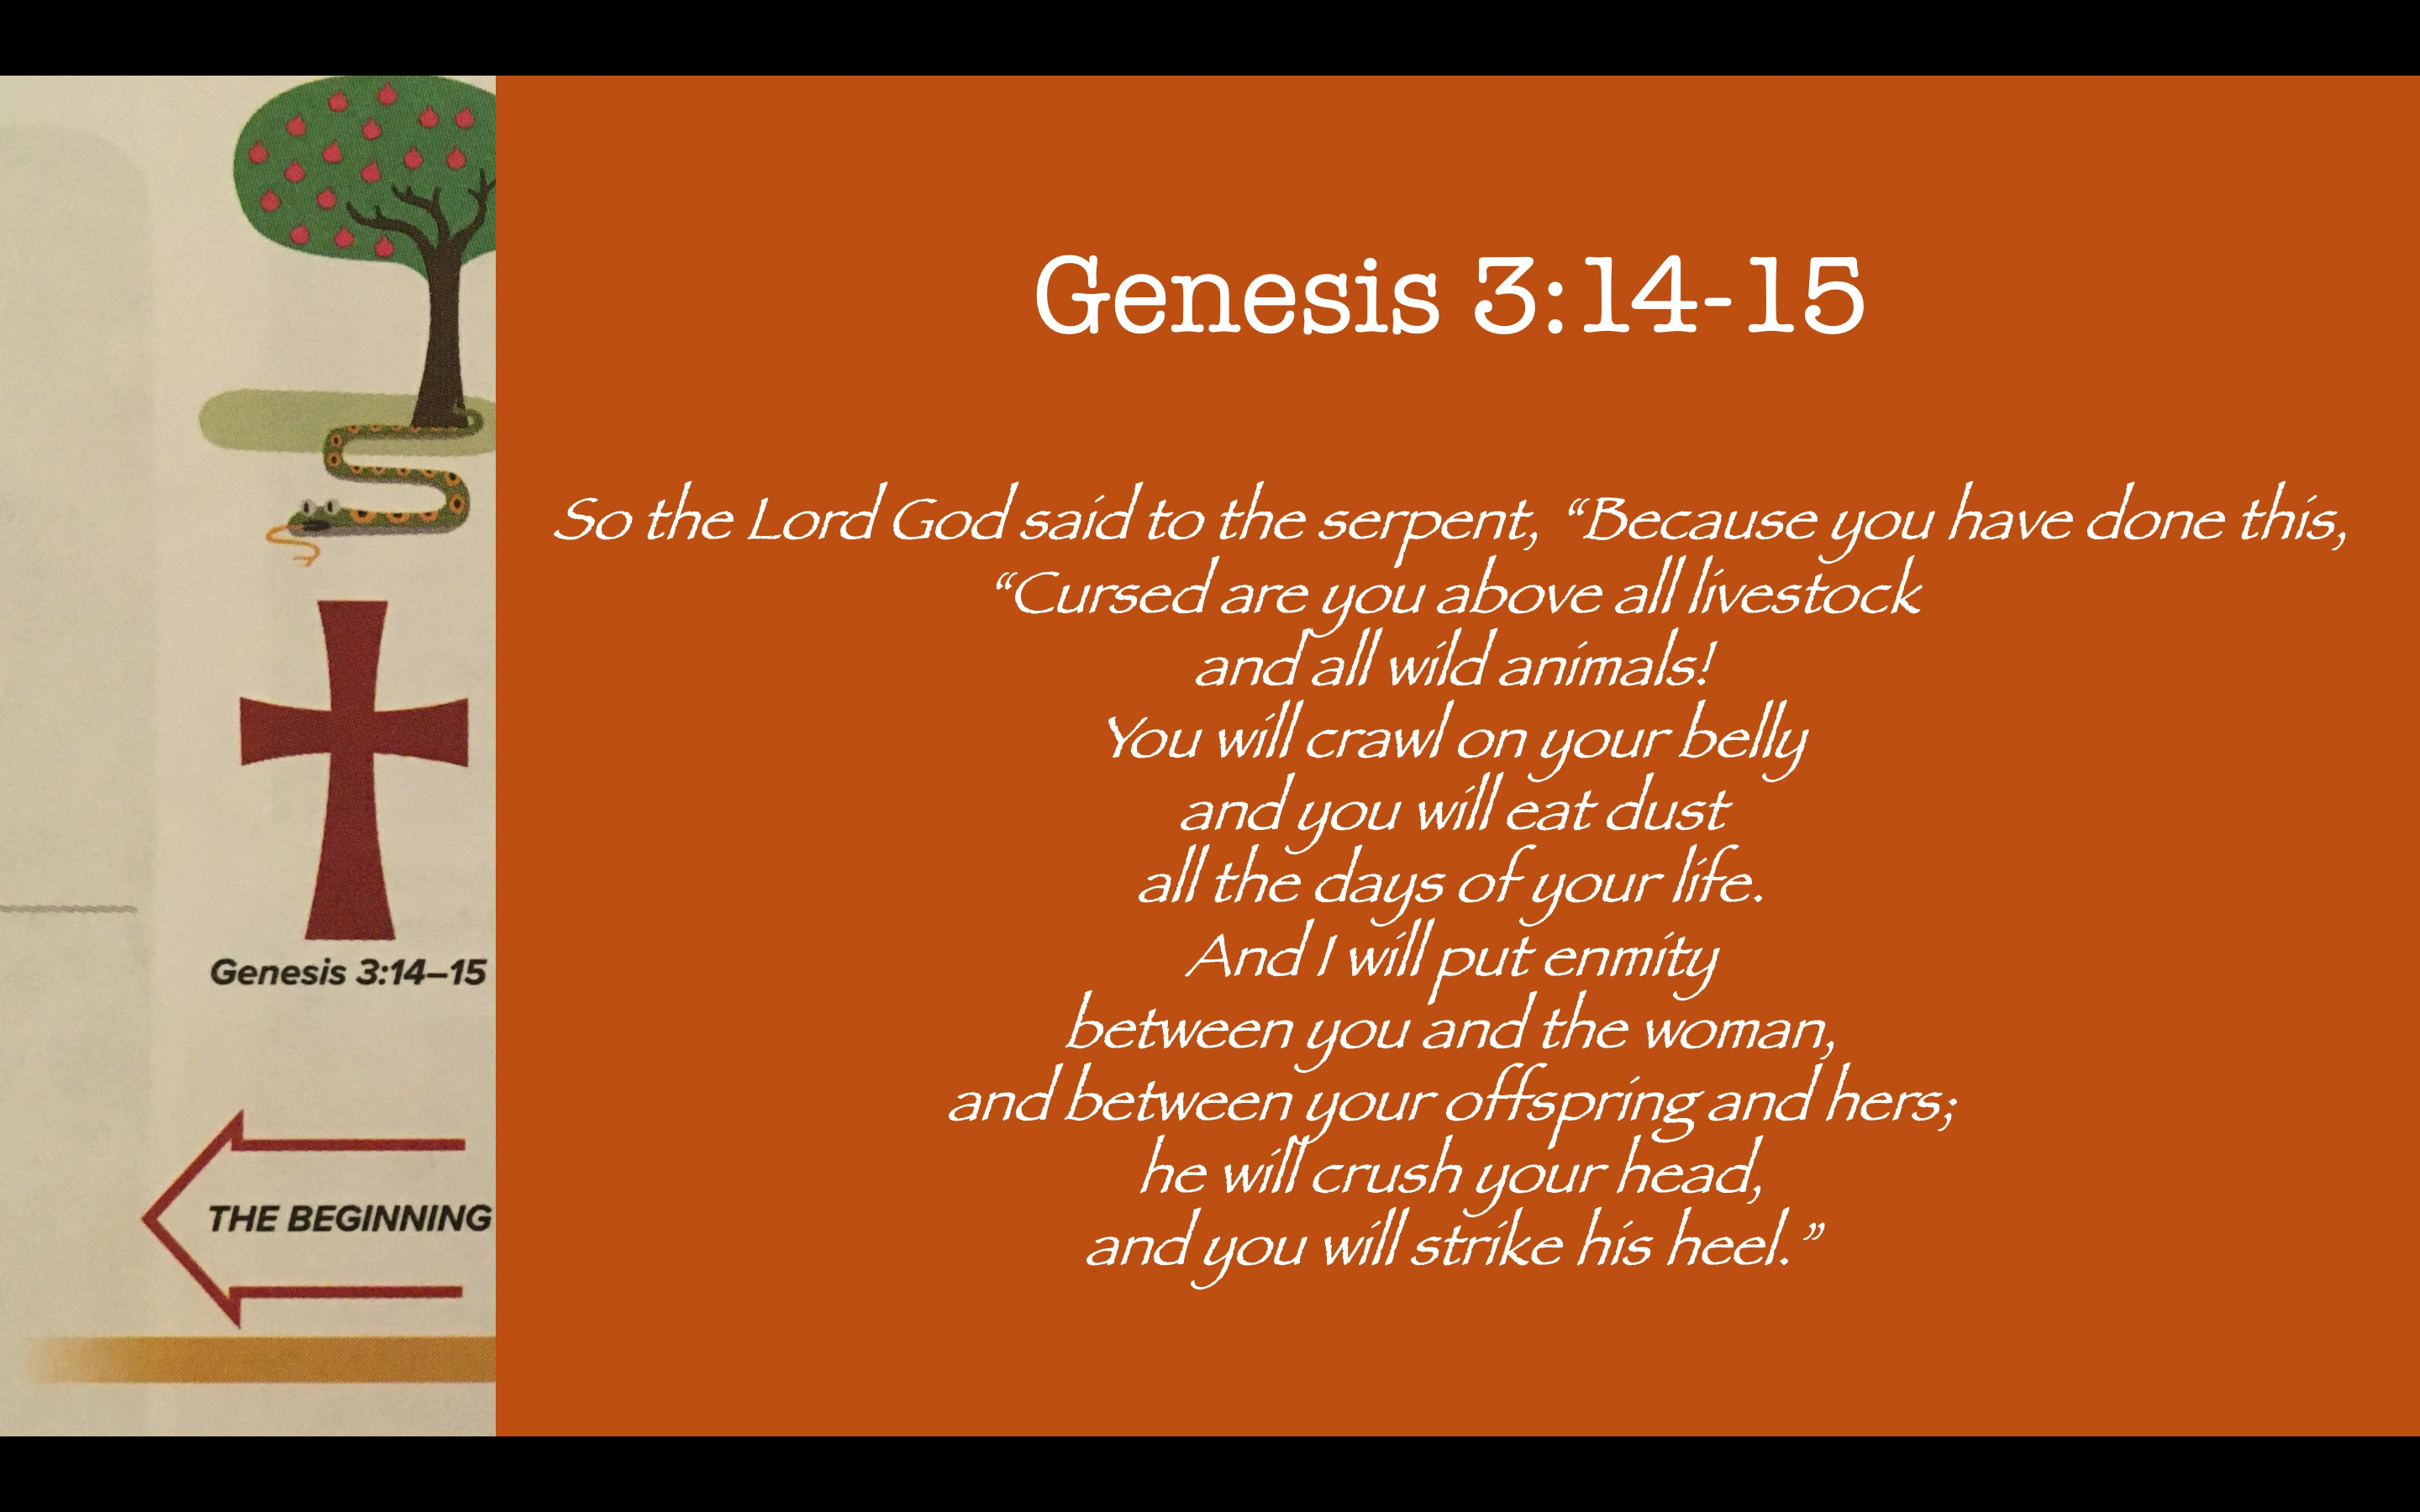 Genesis 3:14–15
THE BEGINNING
Genesis 3:14-15
So the Lord God said to the serpent, “Because you have done this,
“Cursed are you above all livestock
and all wild animals!
You will crawl on your belly
and you will eat dust
all the days of your life.
And I will put enmity
between you and the woman,
and between your offspring and hers;
he will crush your head,
and you will strike his heel.”